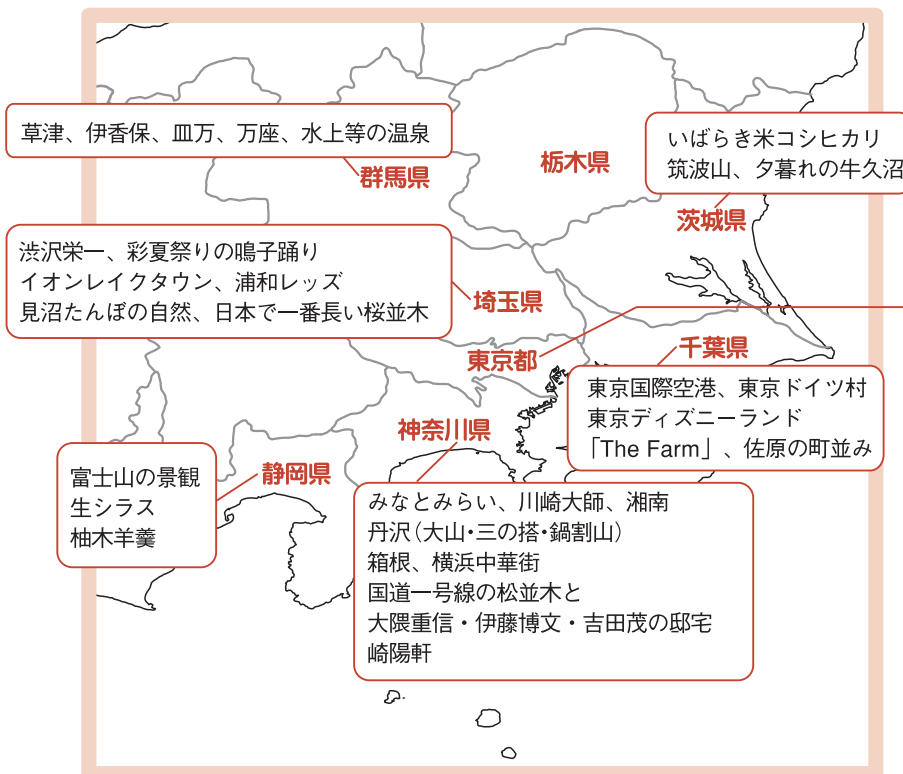 草津、伊香保、皿万、万座、水上等の温泉
群馬県
栃木県
いばらき米コシヒカリ
筑波山、夕暮れの牛久沼
茨城県
渋沢栄一、彩夏祭りの鳴子踊り
イオンレイクタウン、浦和レッズ
見沼たんぼの自然、日本で一番長い桜並木
埼玉県
東京都
千葉県
東京国際空港、東京ドイツ村
東京ディズニーランド
「The Farm」、佐原の町並み
神奈川県
静岡県
富士山の景観
生シラス
柚木羊羹
みなとみらい、川崎大師、湘南
丹沢(大山・三の搭・鍋割山)
箱根、横浜中華街
国道一号線の松並木と
大隈重信・伊藤博文・吉田茂の邸宅
崎陽軒